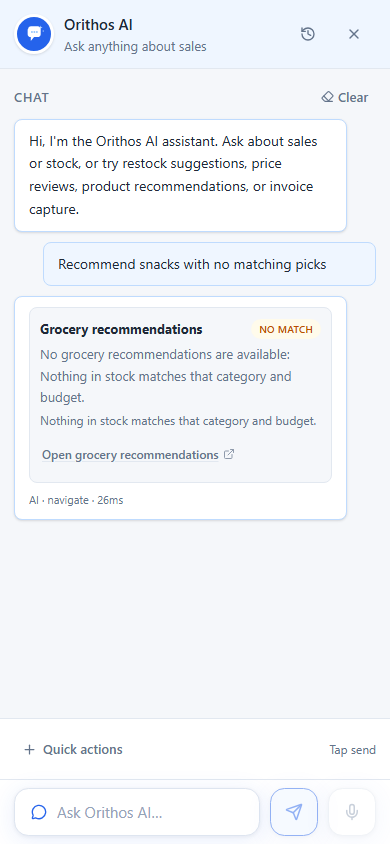 Orithos AI
Ask anything about sales
CHAT
Clear
Hi, I'm the Orithos AI assistant. Ask about sales
or stock, or try restock suggestions, price
reviews, product recommendations, or invoice
capture.
Recommend snacks with no matching picks
Grocery recommendations
NO MATCH
No grocery recommendations are available:
Nothing in stock matches that category and
budget.
Nothing in stock matches that category and budget.
Open grocery recommendations
AI · navigate · 26ms
Quick actions
Tap send
Ask Orithos AI...